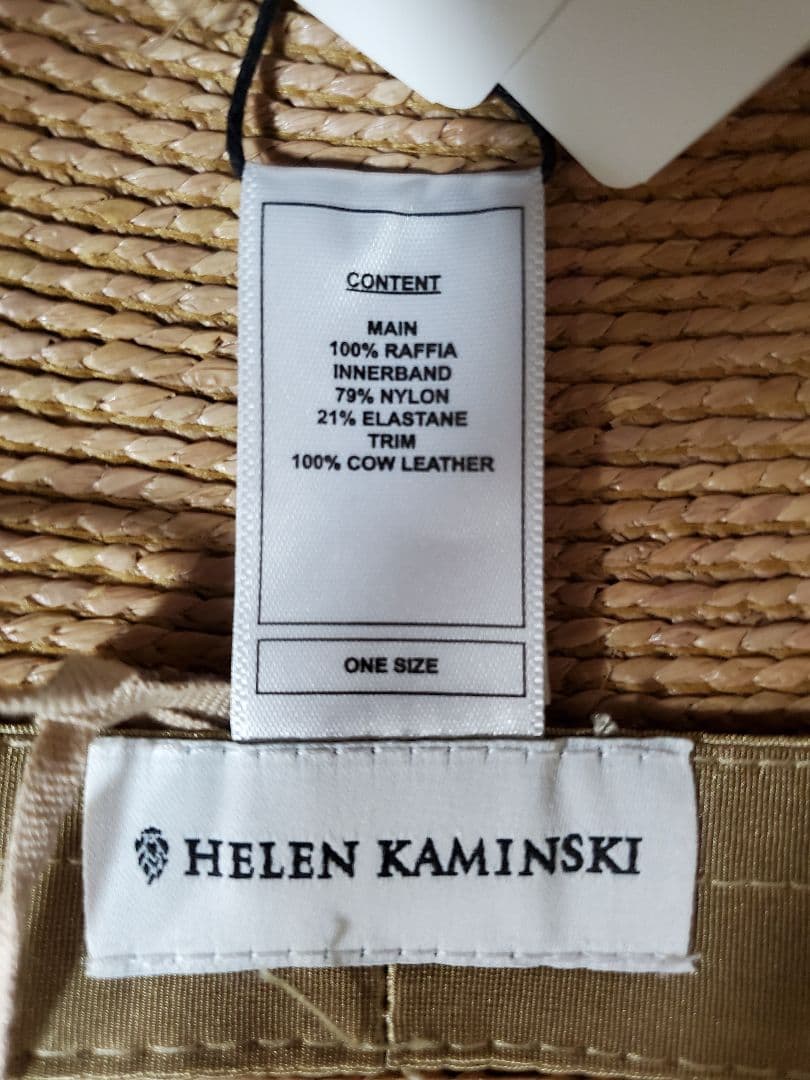 CONTENT
MAIN
100% RAFFIA
INNERBAND
79% NYLON
21% ELASTANE
TRIM
100% COW LEATHER
ONE SIZE
HELEN KAMINSKI